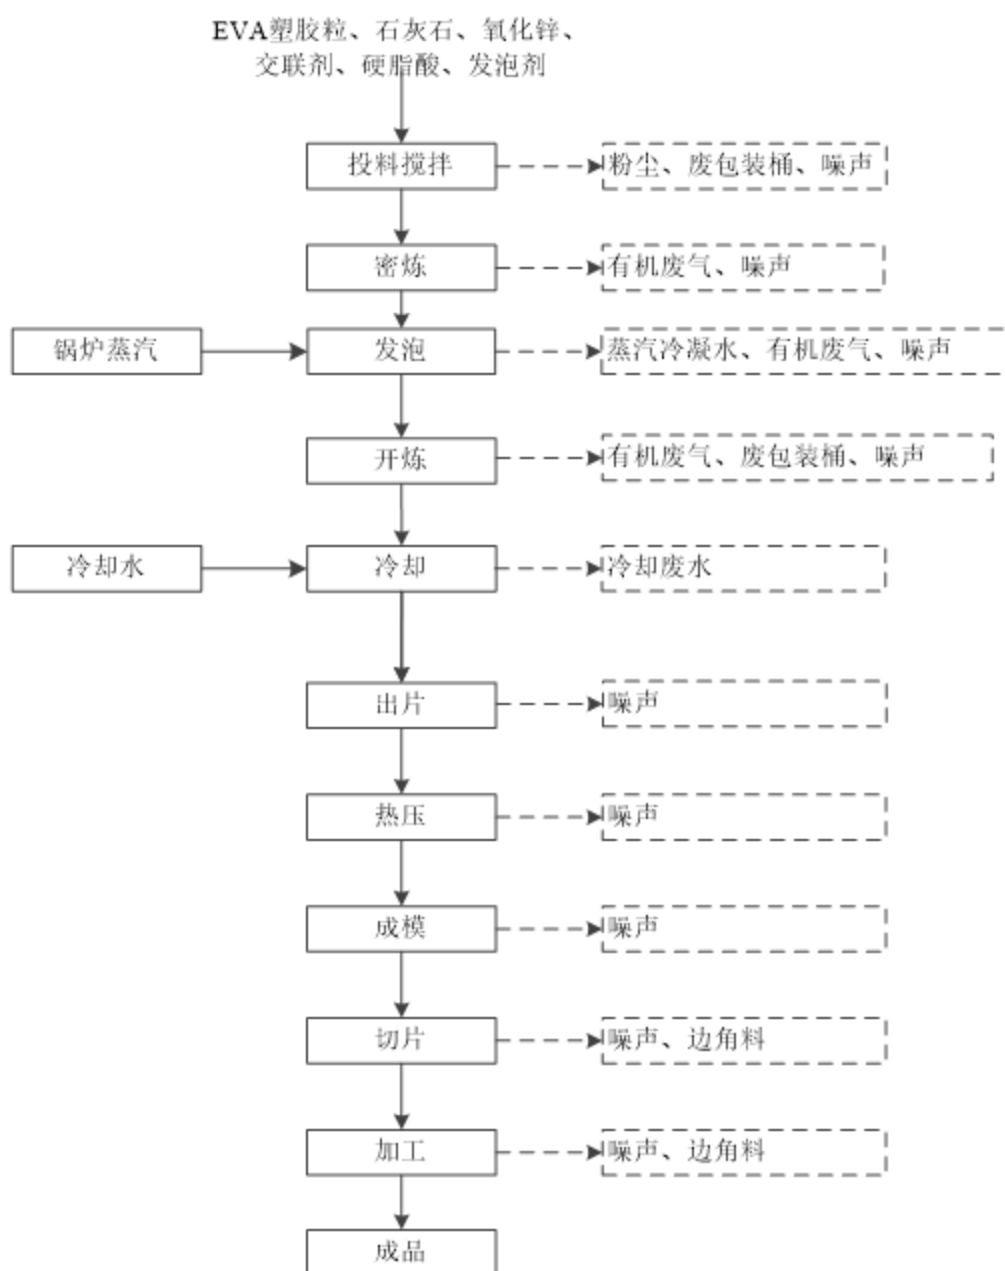 EVA塑胶粒、石灰石、氧化锌、
交联剂、硬脂酸、发泡剂
投料搅拌
粉尘、废包装桶、噪声
密炼
有机废气、噪声
锅炉蒸汽
发泡
蒸汽冷凝水、有机废气、噪声
开炼
有机废气、废包装桶、噪声
冷却水
冷却
冷却废水
出片
噪声
热压
噪声
成模
噪声
切片
噪声、边角料
加工
噪声、边角料
成品